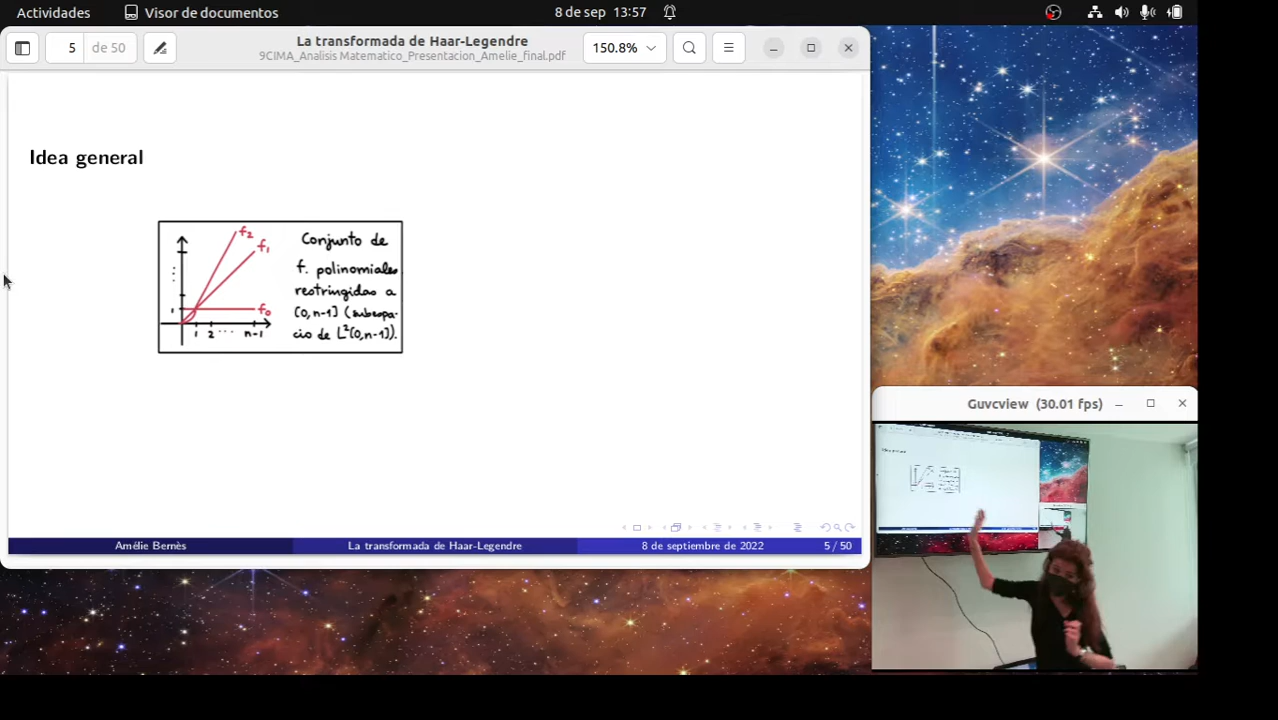 Actividades
Visor de documentos
8 de sep 13:57
5
de 50
La transformada de Haar-Legendre
9CIMA_Analisis Matematico_Presentacion_Amelie_final.pdf
150.8%
Idea general
f₂
f₁
f₀
1
1 2 ... n-1
Conjunto de
f. polinomiales
restringidas a
[0, n-1] (subespa-
cio de L²[0, n-1]).
Amélie Bernès
La transformada de Haar-Legendre
8 de septiembre de 2022
5 / 50
Guvcview (30.01 fps)